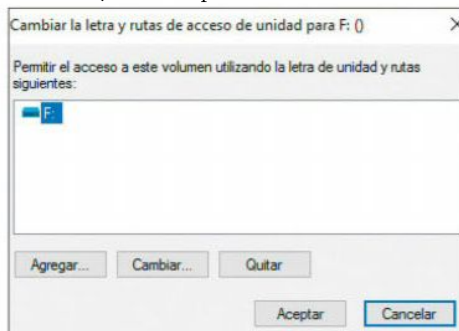 Cambiar la letra y rutas de acceso de unidad para F: ()
Permitir el acceso a este volumen utilizando la letra de unidad y rutas
siguientes:
F:
Agregar... Cambiar... Quitar
Aceptar Cancelar